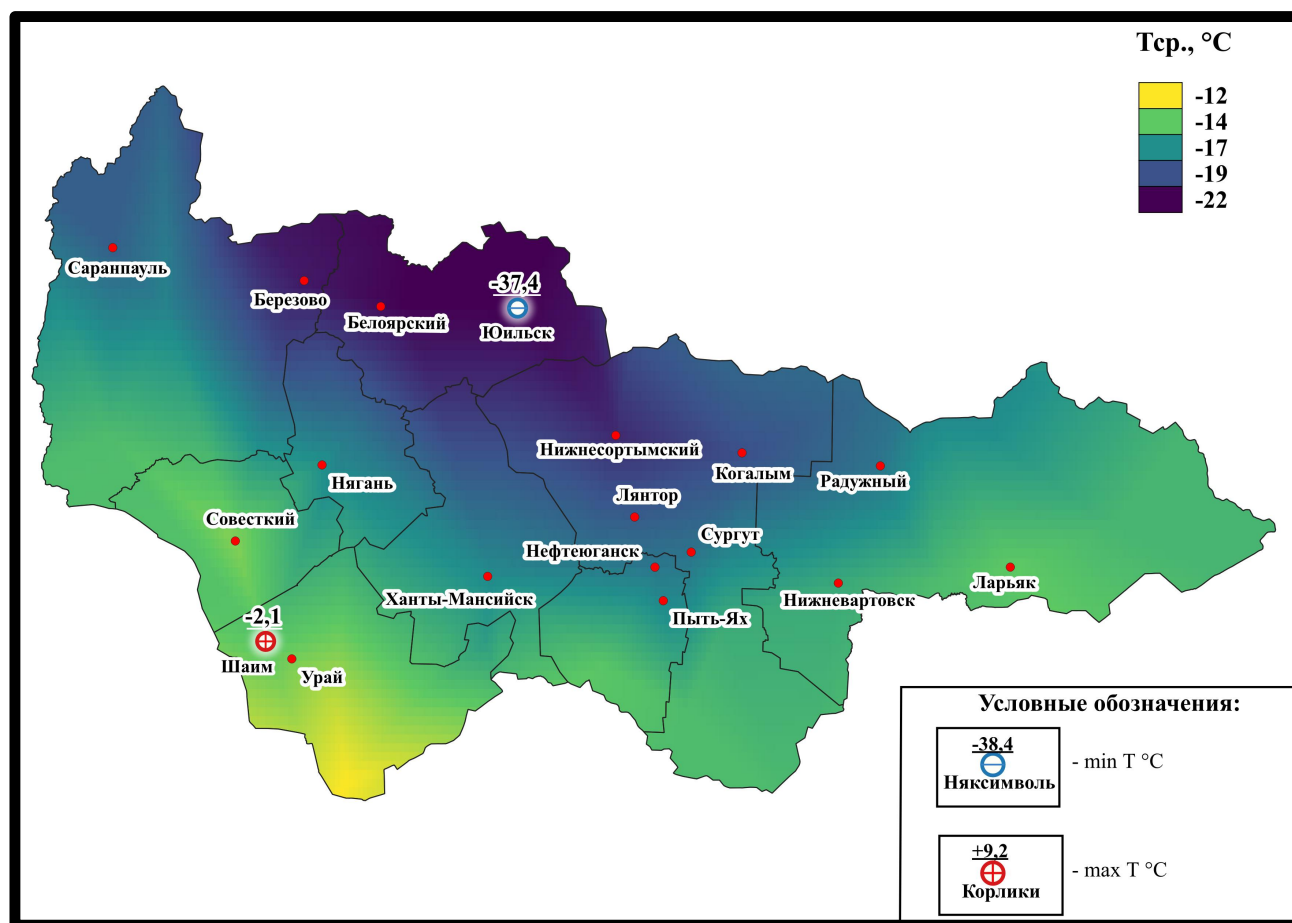 Тср., °C
-12
-14
-17
-19
-22
Саранпауль
Березово
Белоярский
-37,4
Юильск
Нижнесортымский
Когалым
Радужный
Нягань
Лянтор
Совесткий
Сургут
Нефтеюганск
Ханты-Мансийск
Пыть-Ях
Нижневартовск
Ларьяк
-2,1
Шаим
Урай
Условные обозначения:
-38,4
Няксимволь
- min T °C
+9,2
Корлики
- max T °C